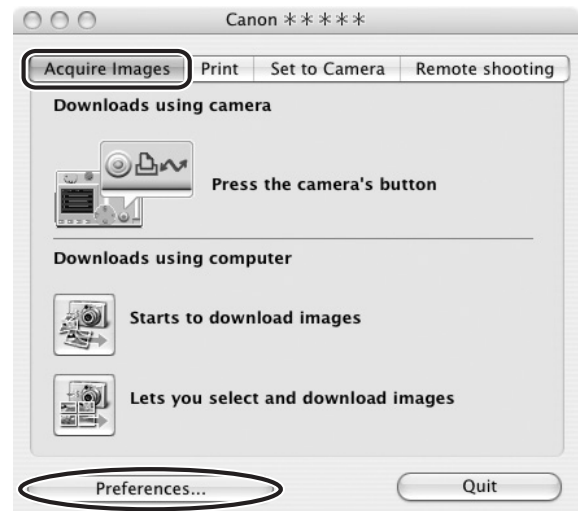 Canon *****
Acquire Images Print Set to Camera Remote shooting
Downloads using camera
Press the camera's button
Downloads using computer
Starts to download images
Lets you select and download images
Preferences... Quit